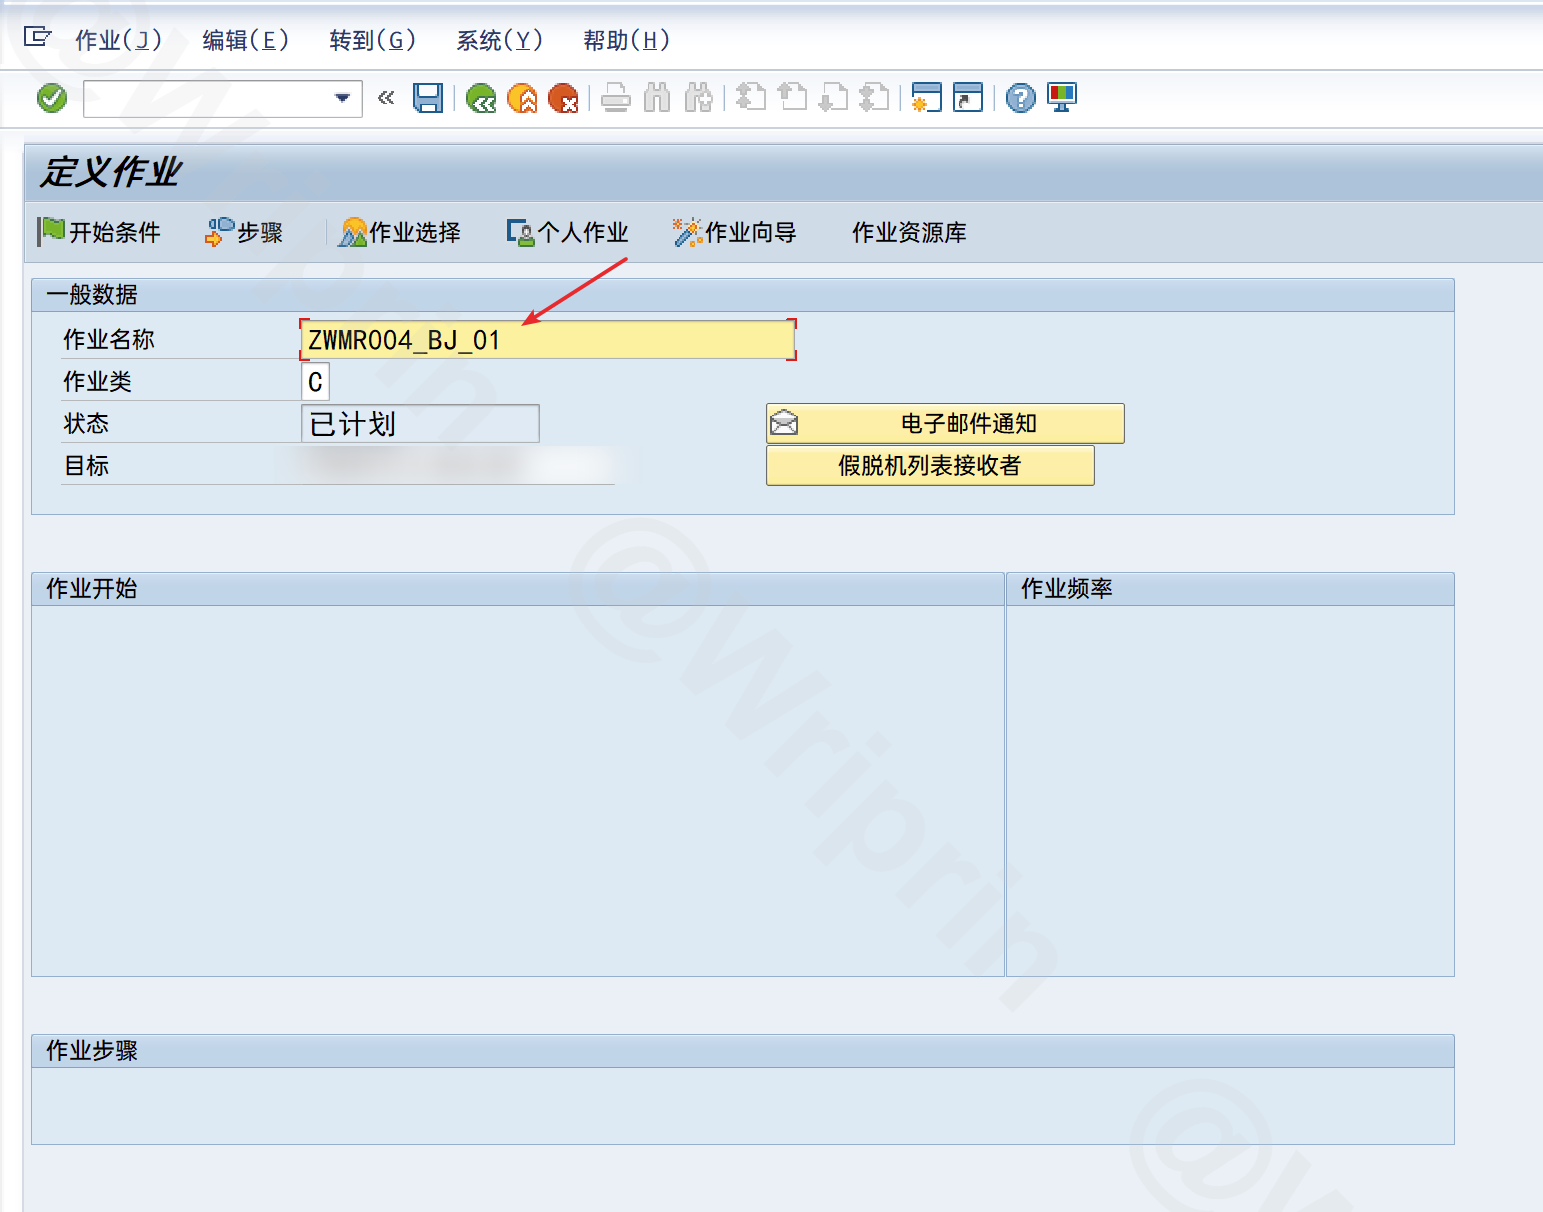 作业(J) 编辑(E) 转到(G) 系统(Y) 帮助(H)
定义作业
开始条件 步骤 作业选择 个人作业 作业向导 作业资源库
一般数据
作业名称 ZWMR004_BJ_01
作业类 C
状态 已计划 电子邮件通知
目标 假脱机列表接收者
作业开始 作业频率
作业步骤
@Wriprin
@Wriprin
@W